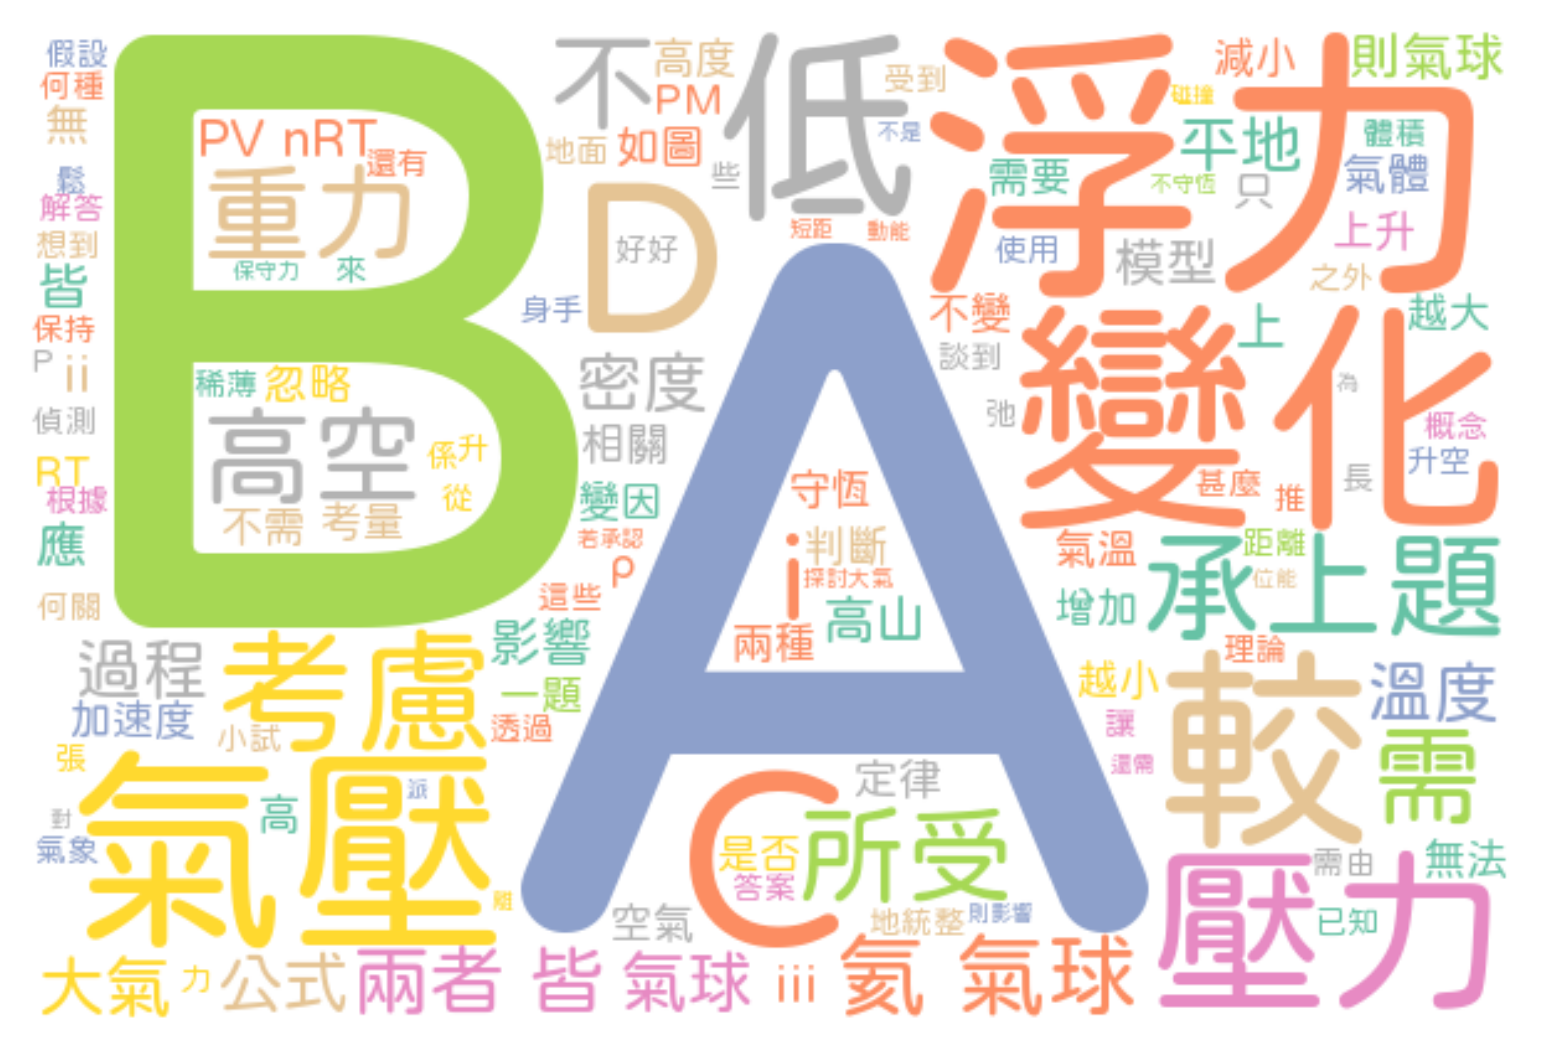 假設
何種
無
鬆
解答
想到
皆
保持
P
ii
偵測
RT
根據
應
何關
B
PV nRT
還有
重力
保守力
來
稀薄
忽略
高空
係升
從
不需
考量
不
高度
PM
地面
如圖
些
低
受到
不是
D
好好
身手
短距
動能
密度
相關
變因
若承認
ρ
這些
A
守恆
i
判斷
探討大氣
兩種
高山
浮力
減小
則氣球
碰撞
平地
體積
需要
不守恆
只
氣體
使用
模型
上升
之外
不變
上
越大
談到
弛
變化
為
概念
升空
甚麼
推
長
氣溫
距離
位能
增加
承上題
理論
過程
考慮
影響
一題
加速度
小試
透過
張
氣壓
派
高
對
氣象
離
越小
讓
還需
較
溫度
需
定律
C
是否
答案
所受
空氣
地統整
則影響
需由
無法
壓力
已知
大氣
力
公式
兩者
皆
氣球
iii
氦
氣球